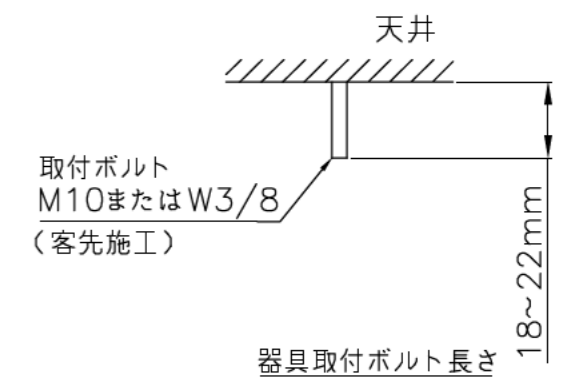 天井
取付ボルト
M10またはW3/8
（客先施工）
18~22mm
器具取付ボルト長さ